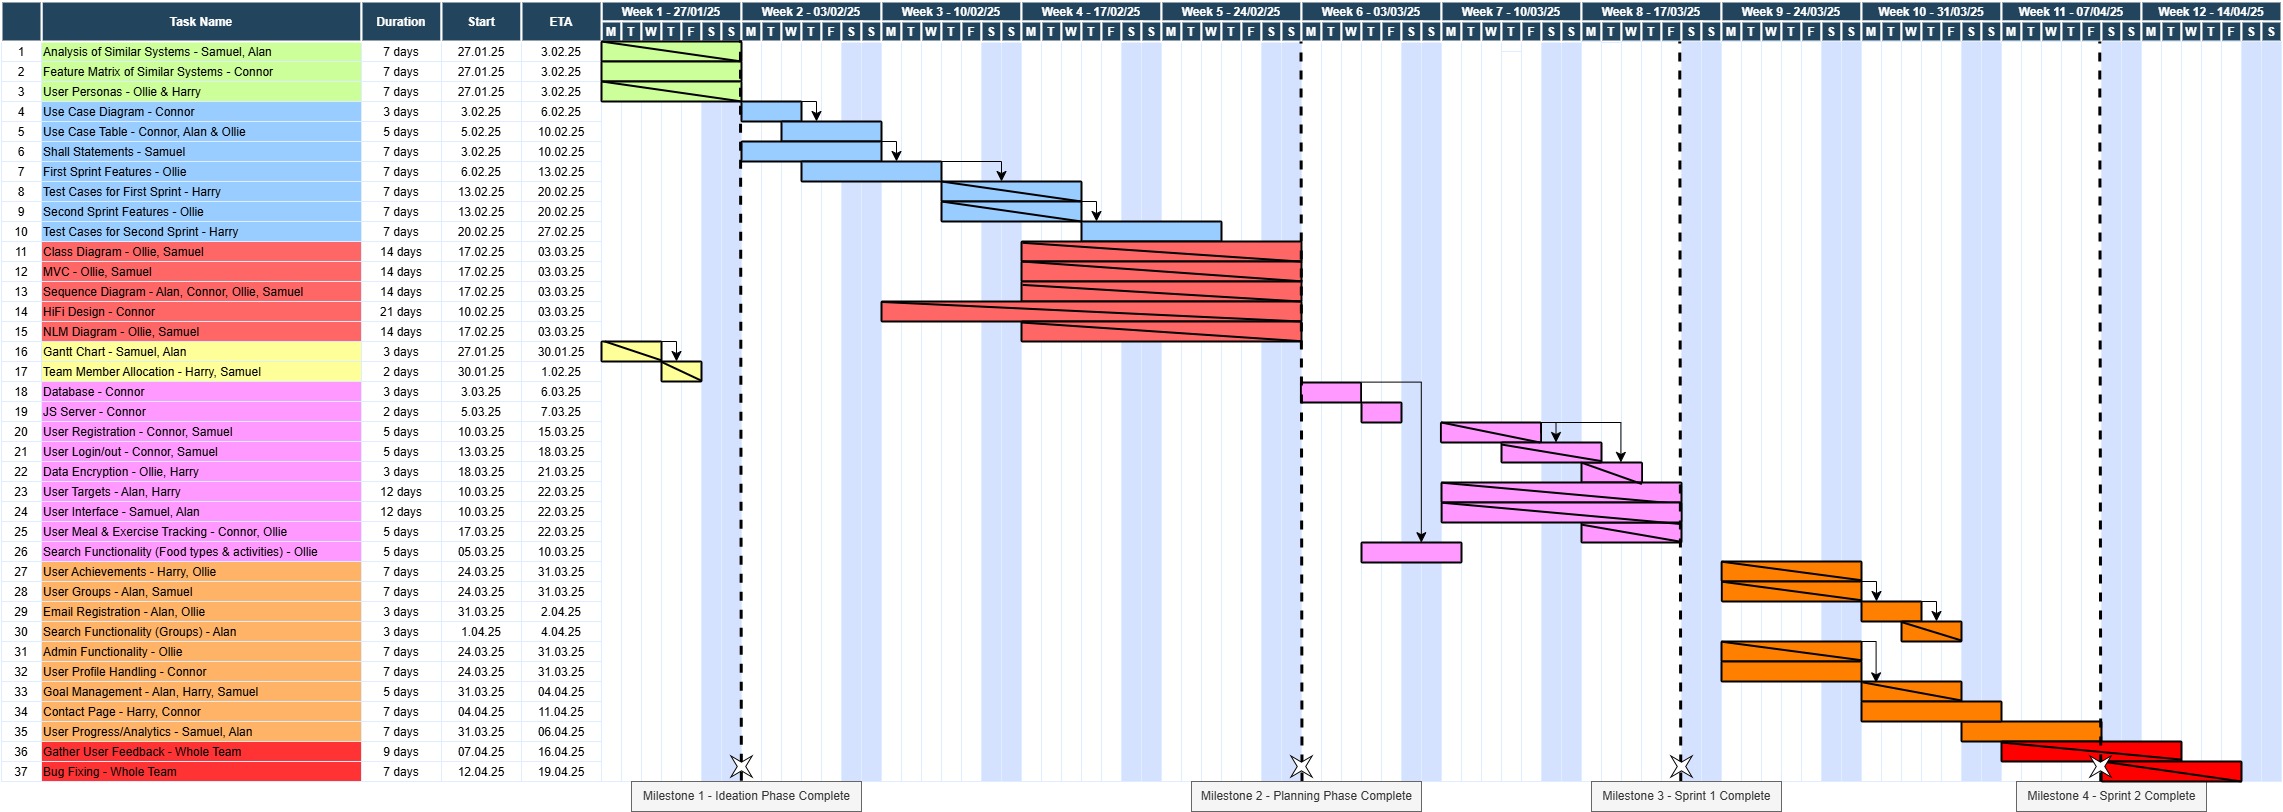 Task Name Duration Start ETA Week 1 - 27/01/25 Week 2 - 03/02/25 Week 3 - 10/02/25 Week 4 - 17/02/25 Week 5 - 24/02/25 Week 6 - 03/03/25 Week 7 - 10/03/25 Week 8 - 17/03/25 Week 9 - 24/03/25 Week 10 - 31/03/25 Week 11 - 07/04/25 Week 12 - 14/04/25
M T W T F S S M T W T F S S M T W T F S S M T W T F S S M T W T F S S M T W T F S S M T W T F S S M T W T F S S M T W T F S S M T W T F S S M T W T F S S M T W T F S S
1 Analysis of Similar Systems - Samuel, Alan 7 days 27.01.25 3.02.25
2 Feature Matrix of Similar Systems - Connor 7 days 27.01.25 3.02.25
3 User Personas - Ollie & Harry 7 days 27.01.25 3.02.25
4 Use Case Diagram - Connor 3 days 3.02.25 6.02.25
5 Use Case Table - Connor, Alan & Ollie 5 days 5.02.25 10.02.25
6 Shall Statements - Samuel 7 days 3.02.25 10.02.25
7 First Sprint Features - Ollie 7 days 6.02.25 13.02.25
8 Test Cases for First Sprint - Harry 7 days 13.02.25 20.02.25
9 Second Sprint Features - Ollie 7 days 13.02.25 20.02.25
10 Test Cases for Second Sprint - Harry 7 days 20.02.25 27.02.25
11 Class Diagram - Ollie, Samuel 14 days 17.02.25 03.03.25
12 MVC - Ollie, Samuel 14 days 17.02.25 03.03.25
13 Sequence Diagram - Alan, Connor, Ollie, Samuel 14 days 17.02.25 03.03.25
14 HiFi Design - Connor 21 days 10.02.25 03.03.25
15 NLM Diagram - Ollie, Samuel 14 days 17.02.25 03.03.25
16 Gantt Chart - Samuel, Alan 3 days 27.01.25 30.01.25
17 Team Member Allocation - Harry, Samuel 2 days 30.01.25 1.02.25
18 Database - Connor 3 days 3.03.25 6.03.25
19 JS Server - Connor 2 days 5.03.25 7.03.25
20 User Registration - Connor, Samuel 5 days 10.03.25 15.03.25
21 User Login/out - Connor, Samuel 5 days 13.03.25 18.03.25
22 Data Encryption - Ollie, Harry 3 days 18.03.25 21.03.25
23 User Targets - Alan, Harry 12 days 10.03.25 22.03.25
24 User Interface - Samuel, Alan 12 days 10.03.25 22.03.25
25 User Meal & Exercise Tracking - Connor, Ollie 5 days 17.03.25 22.03.25
26 Search Functionality (Food types & activities) - Ollie 5 days 05.03.25 10.03.25
27 User Achievements - Harry, Ollie 7 days 24.03.25 31.03.25
28 User Groups - Alan, Samuel 7 days 24.03.25 31.03.25
29 Email Registration - Alan, Ollie 3 days 31.03.25 2.04.25
30 Search Functionality (Groups) - Alan 3 days 1.04.25 4.04.25
31 Admin Functionality - Ollie 7 days 24.03.25 31.03.25
32 User Profile Handling - Connor 7 days 24.03.25 31.03.25
33 Goal Management - Alan, Harry, Samuel 5 days 31.03.25 04.04.25
34 Contact Page - Harry, Connor 7 days 04.04.25 11.04.25
35 User Progress/Analytics - Samuel, Alan 7 days 31.03.25 06.04.25
36 Gather User Feedback - Whole Team 9 days 07.04.25 16.04.25
37 Bug Fixing - Whole Team 7 days 12.04.25 19.04.25
Milestone 1 - Ideation Phase Complete Milestone 2 - Planning Phase Complete Milestone 3 - Sprint 1 Complete Milestone 4 - Sprint 2 Complete